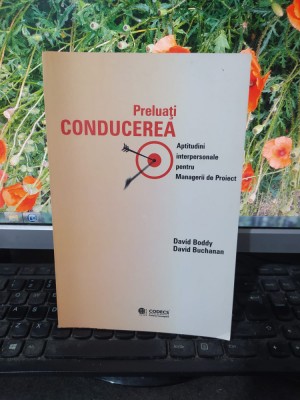 Preluați
CONDUCEREA
Aptitudini
interpersonale
pentru
Managerii de Proiect
David Boddy
David Buchanan
CODECS